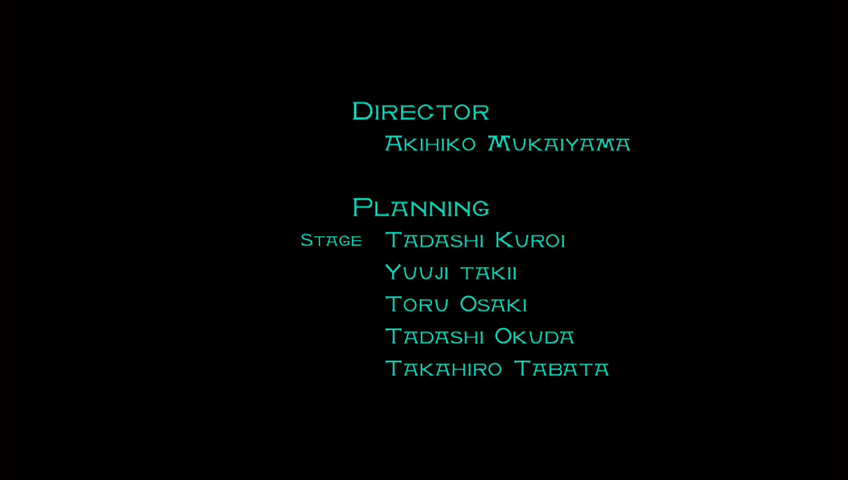 Director
Akihiko Mukaiyama
Planning
Stage Tadashi Kuroi
Yuuji takii
Toru Osaki
Tadashi Okuda
Takahiro Tabata